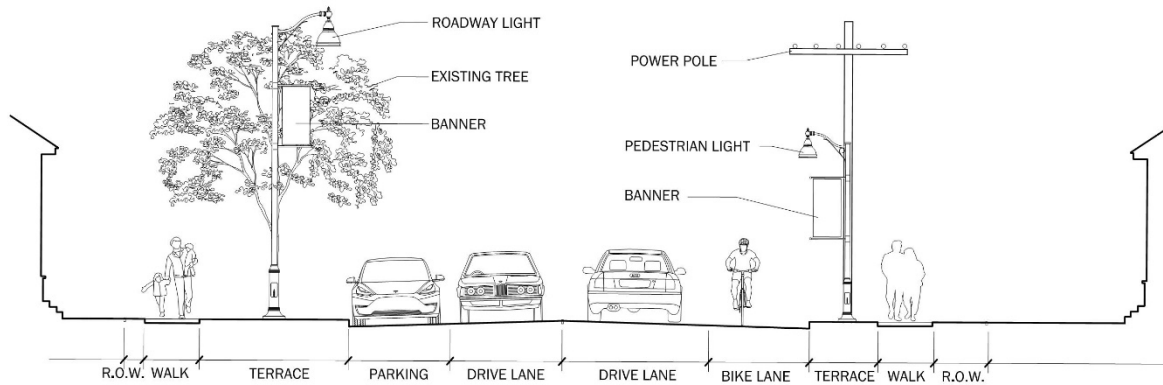 ROADWAY LIGHT
EXISTING TREE
BANNER
POWER POLE
PEDESTRIAN LIGHT
BANNER
R.O.W. WALK TERRACE PARKING DRIVE LANE DRIVE LANE BIKE LANE TERRACE WALK R.O.W.